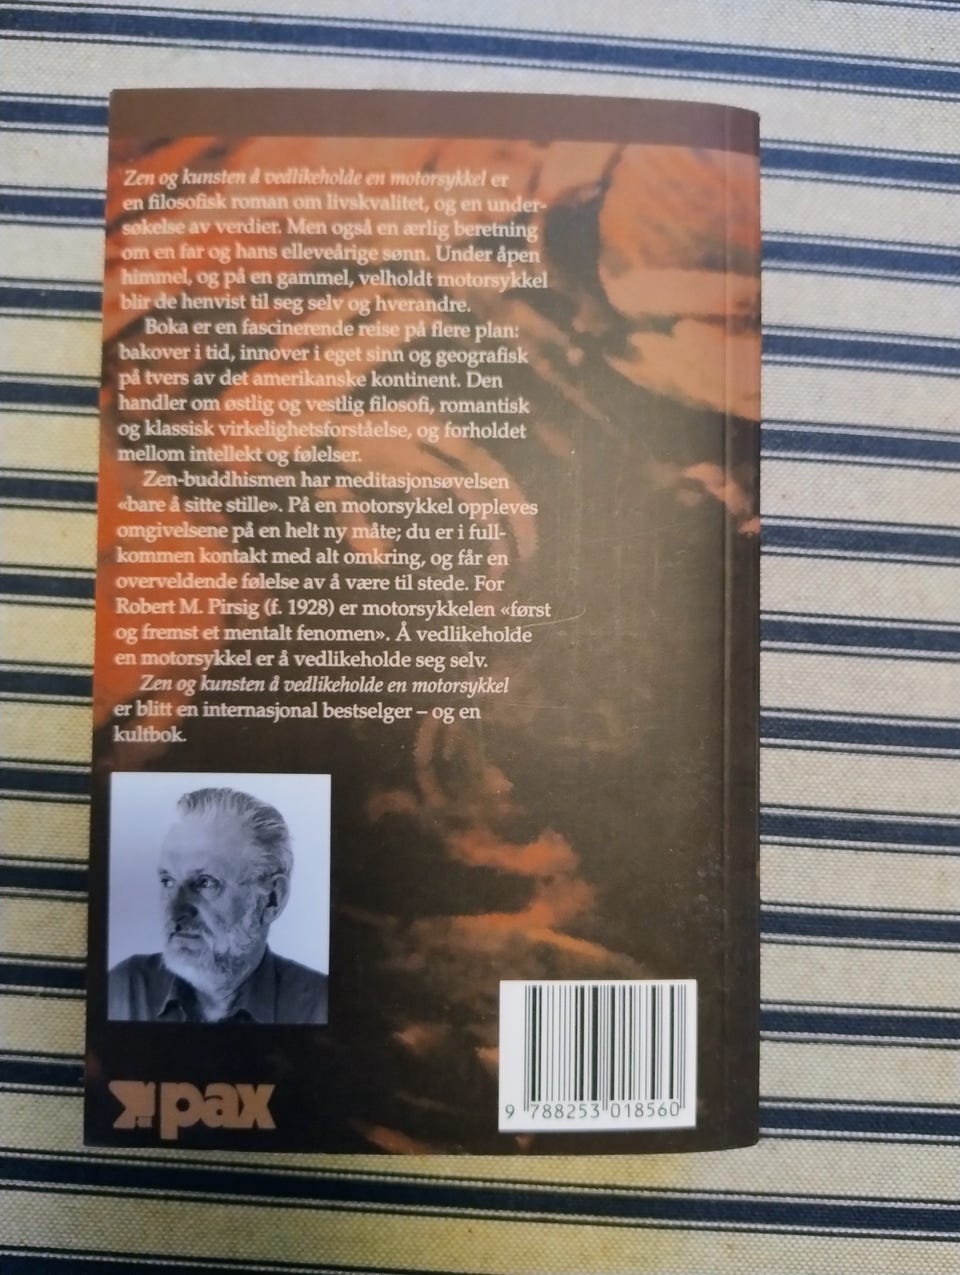 Zen og kunsten å vedlikeholde en motorsykkel er
en filosofisk roman om livskvalitet, og en under-
søkelse av verdier. Men også en ærlig beretning
om en far og hans elleveårige sønn. Under åpen
himmel, og på en gammel, velholdt motorsykkel
blir de henvist til seg selv og hverandre.
Boka er en fascinerende reise på flere plan:
bakover i tid, innover i eget sinn og geografisk
på tvers av det amerikanske kontinent. Den
handler om østlig og vestlig filosofi, romantisk
og klassisk virkelighetsforståelse, og forholdet
mellom intellekt og følelser.
Zen-buddhismen har meditasjonsøvelsen
«bare å sitte stille». På en motorsykkel oppleves
omgivelsene på en helt ny måte; du er i full-
kommen kontakt med alt omkring, og får en
overveldende følelse av å være til stede. For
Robert M. Pirsig (f. 1928) er motorsykkelen «først
og fremst et mentalt fenomen». Å vedlikeholde
en motorsykkel er å vedlikeholde seg selv.
Zen og kunsten å vedlikeholde en motorsykkel
er blitt en internasjonal bestselger – og en
kultbok.
pax
9 788253 018560